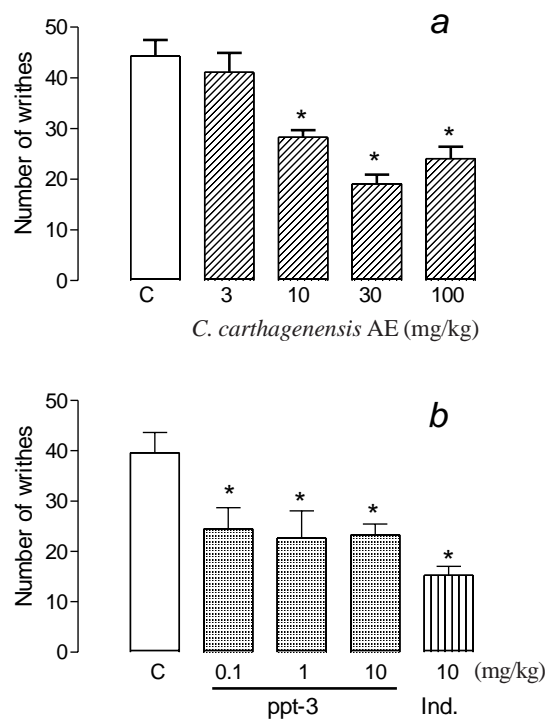 a
50
40
30
20
10
0
Number of writhes
* * *
C 3 10 30 100
C. carthagenensis AE (mg/kg)
b
50
40
30
20
10
0
Number of writhes
* * * *
C 0.1 1 10 10 (mg/kg)
ppt-3 Ind.